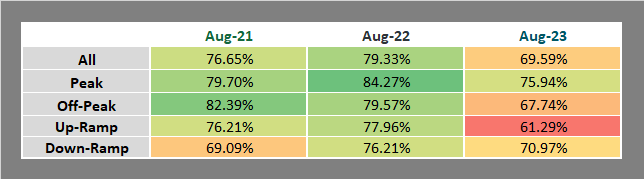 Aug-21 Aug-22 Aug-23
All 76.65% 79.33% 69.59%
Peak 79.70% 84.27% 75.94%
Off-Peak 82.39% 79.57% 67.74%
Up-Ramp 76.21% 77.96% 61.29%
Down-Ramp 69.09% 76.21% 70.97%